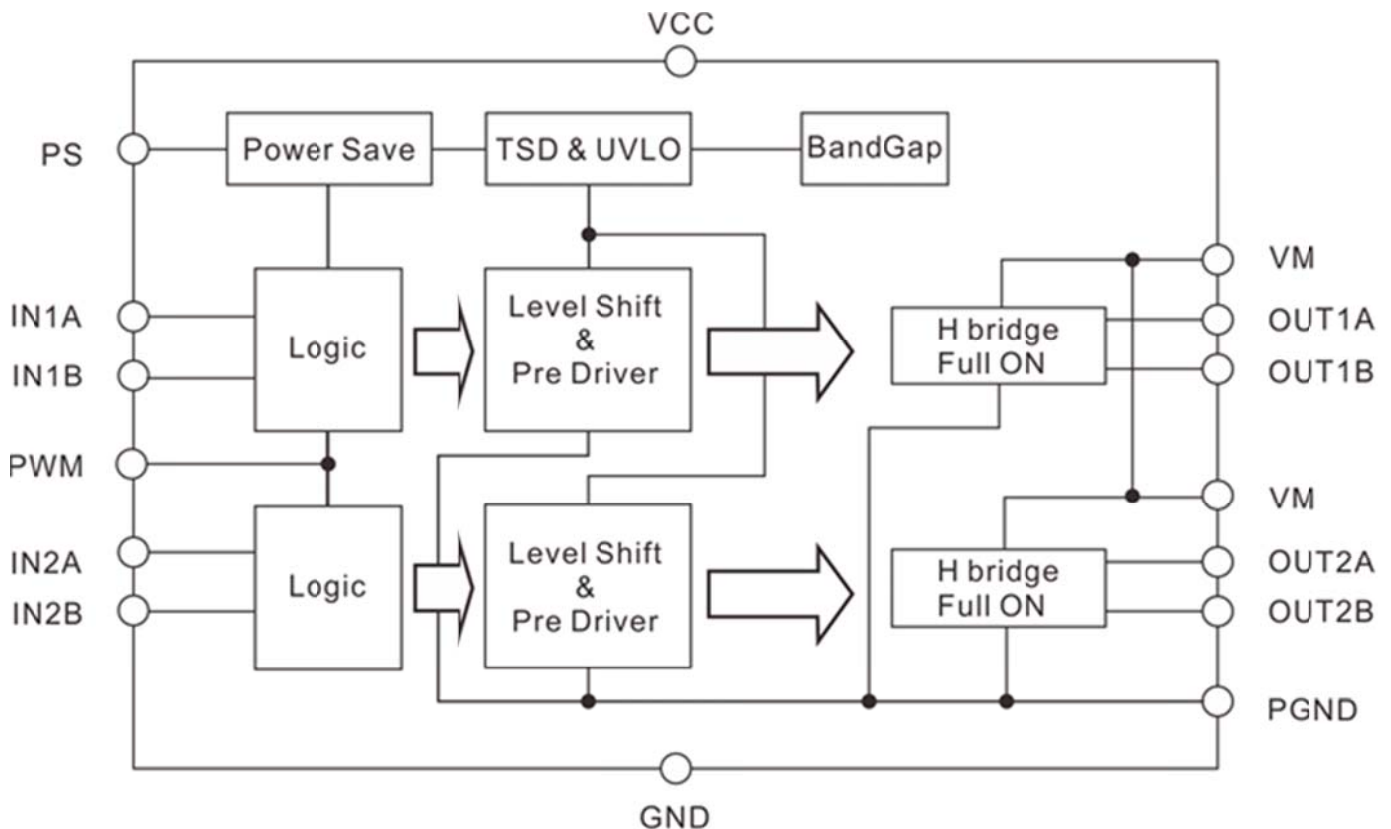 VCC
PS
Power Save
TSD & UVLO
BandGap
IN1A
IN1B
Logic
Level Shift
&
Pre Driver
H bridge
Full ON
VM
OUT1A
OUT1B
PWM
IN2A
IN2B
Logic
Level Shift
&
Pre Driver
H bridge
Full ON
VM
OUT2A
OUT2B
PGND
GND